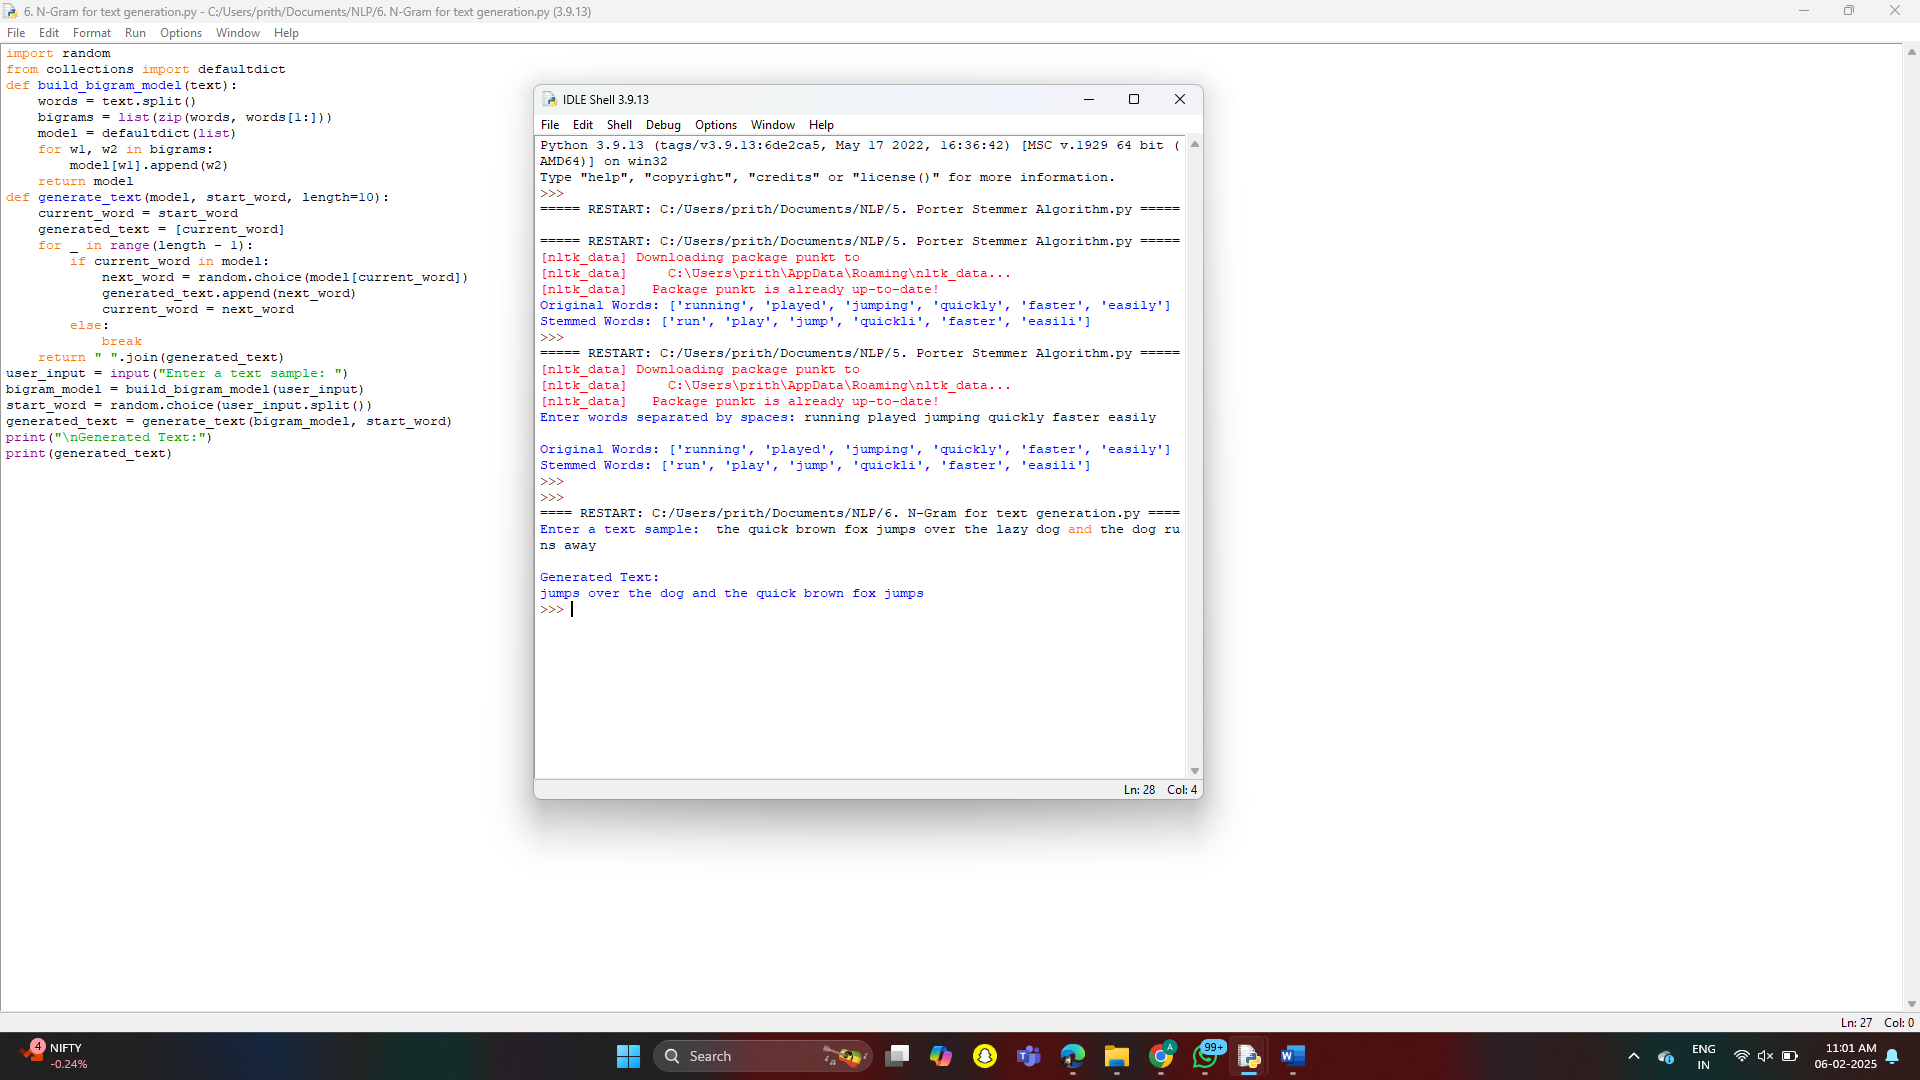 6. N-Gram for text generation.py - C:/Users/prith/Documents/NLP/6. N-Gram for text generation.py (3.9.13)
File Edit Format Run Options Window Help
import random
from collections import defaultdict
def build_bigram_model(text):
    words = text.split()
    bigrams = list(zip(words, words[1:]))
    model = defaultdict(list)
    for w1, w2 in bigrams:
        model[w1].append(w2)
    return model
def generate_text(model, start_word, length=10):
    current_word = start_word
    generated_text = [current_word]
    for _ in range(length - 1):
        if current_word in model:
            next_word = random.choice(model[current_word])
            generated_text.append(next_word)
            current_word = next_word
        else:
            break
    return " ".join(generated_text)
user_input = input("Enter a text sample: ")
bigram_model = build_bigram_model(user_input)
start_word = random.choice(user_input.split())
generated_text = generate_text(bigram_model, start_word)
print("\nGenerated Text:")
print(generated_text)
IDLE Shell 3.9.13
File Edit Shell Debug Options Window Help
Python 3.9.13 (tags/v3.9.13:6de2ca5, May 17 2022, 16:36:42) [MSC v.1929 64 bit (
AMD64)] on win32
Type "help", "copyright", "credits" or "license()" for more information.
>>>
===== RESTART: C:/Users/prith/Documents/NLP/5. Porter Stemmer Algorithm.py =====
===== RESTART: C:/Users/prith/Documents/NLP/5. Porter Stemmer Algorithm.py =====
[nltk_data] Downloading package punkt to
[nltk_data]     C:\Users\prith\AppData\Roaming\nltk_data...
[nltk_data]   Package punkt is already up-to-date!
Original Words: ['running', 'played', 'jumping', 'quickly', 'faster', 'easily']
Stemmed Words: ['run', 'play', 'jump', 'quickli', 'faster', 'easili']
>>>
===== RESTART: C:/Users/prith/Documents/NLP/5. Porter Stemmer Algorithm.py =====
[nltk_data] Downloading package punkt to
[nltk_data]     C:\Users\prith\AppData\Roaming\nltk_data...
[nltk_data]   Package punkt is already up-to-date!
Enter words separated by spaces: running played jumping quickly faster easily
Original Words: ['running', 'played', 'jumping', 'quickly', 'faster', 'easily']
Stemmed Words: ['run', 'play', 'jump', 'quickli', 'faster', 'easili']
>>>
>>>
==== RESTART: C:/Users/prith/Documents/NLP/6. N-Gram for text generation.py ====
Enter a text sample:  the quick brown fox jumps over the lazy dog and the dog ru
ns away
Generated Text:
jumps over the dog and the quick brown fox jumps
>>>
Ln: 28 Col: 4
Ln: 27 Col: 0
4
NIFTY
-0.24%
Search
99+
ENG
IN
11:01 AM
06-02-2025